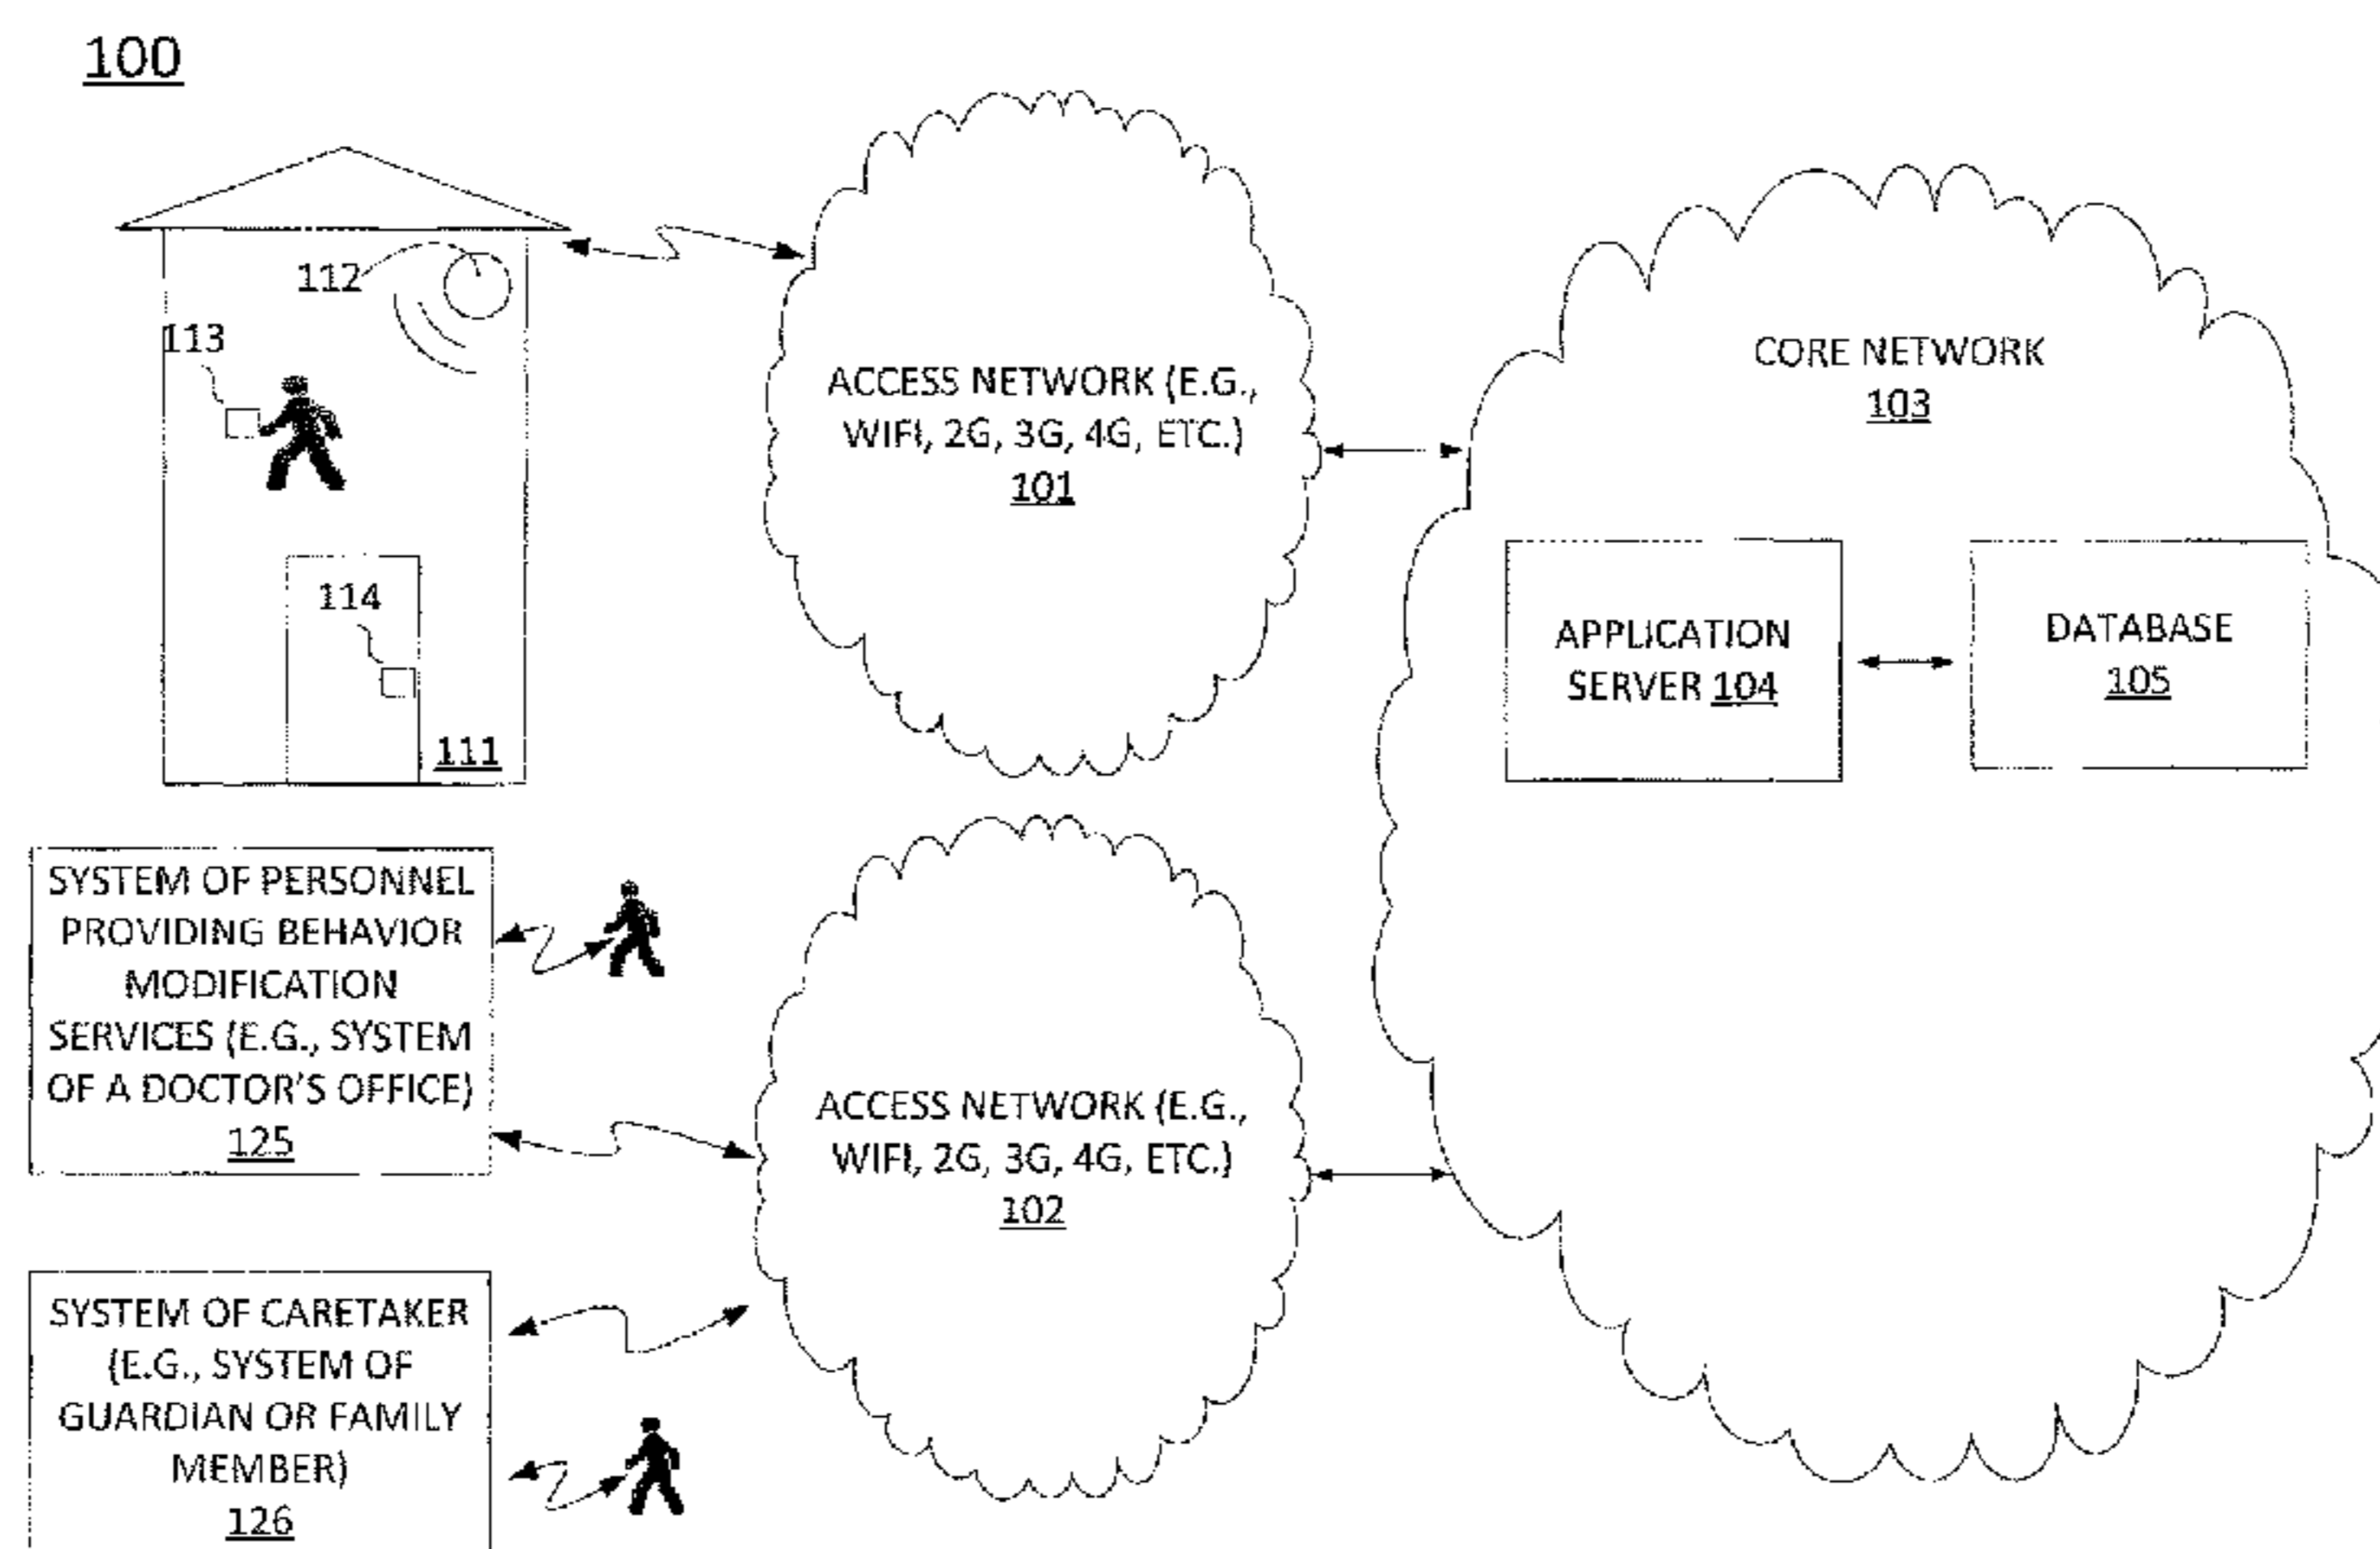 100
112
113
114
111
ACCESS NETWORK (E.G.,
WIFI, 2G, 3G, 4G, ETC.)
101
CORE NETWORK
103
APPLICATION
SERVER 104
DATABASE
105
SYSTEM OF PERSONNEL
PROVIDING BEHAVIOR
MODIFICATION
SERVICES (E.G., SYSTEM
OF A DOCTOR'S OFFICE)
125
ACCESS NETWORK (E.G.,
WIFI, 2G, 3G, 4G, ETC.)
102
SYSTEM OF CARETAKER
(E.G., SYSTEM OF
GUARDIAN OR FAMILY
MEMBER)
126